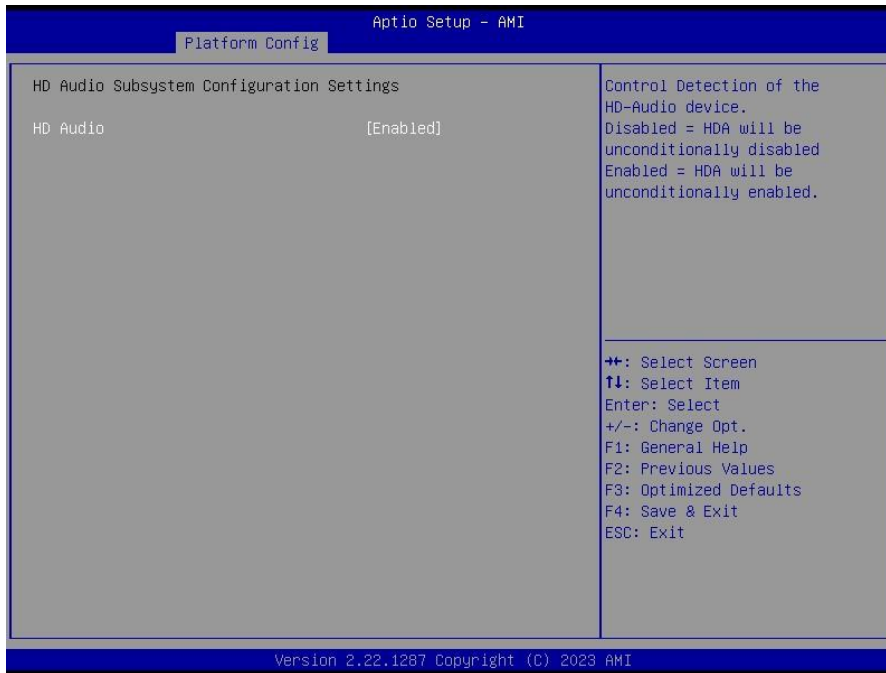 Aptio Setup - AMI
Platform Config
HD Audio Subsystem Configuration Settings
HD Audio [Enabled]
Control Detection of the
HD-Audio device.
Disabled = HDA will be
unconditionally disabled
Enabled = HDA will be
unconditionally enabled.
→←: Select Screen
↑↓: Select Item
Enter: Select
+/-: Change Opt.
F1: General Help
F2: Previous Values
F3: Optimized Defaults
F4: Save & Exit
ESC: Exit
Version 2.22.1287 Copyright (C) 2023 AMI